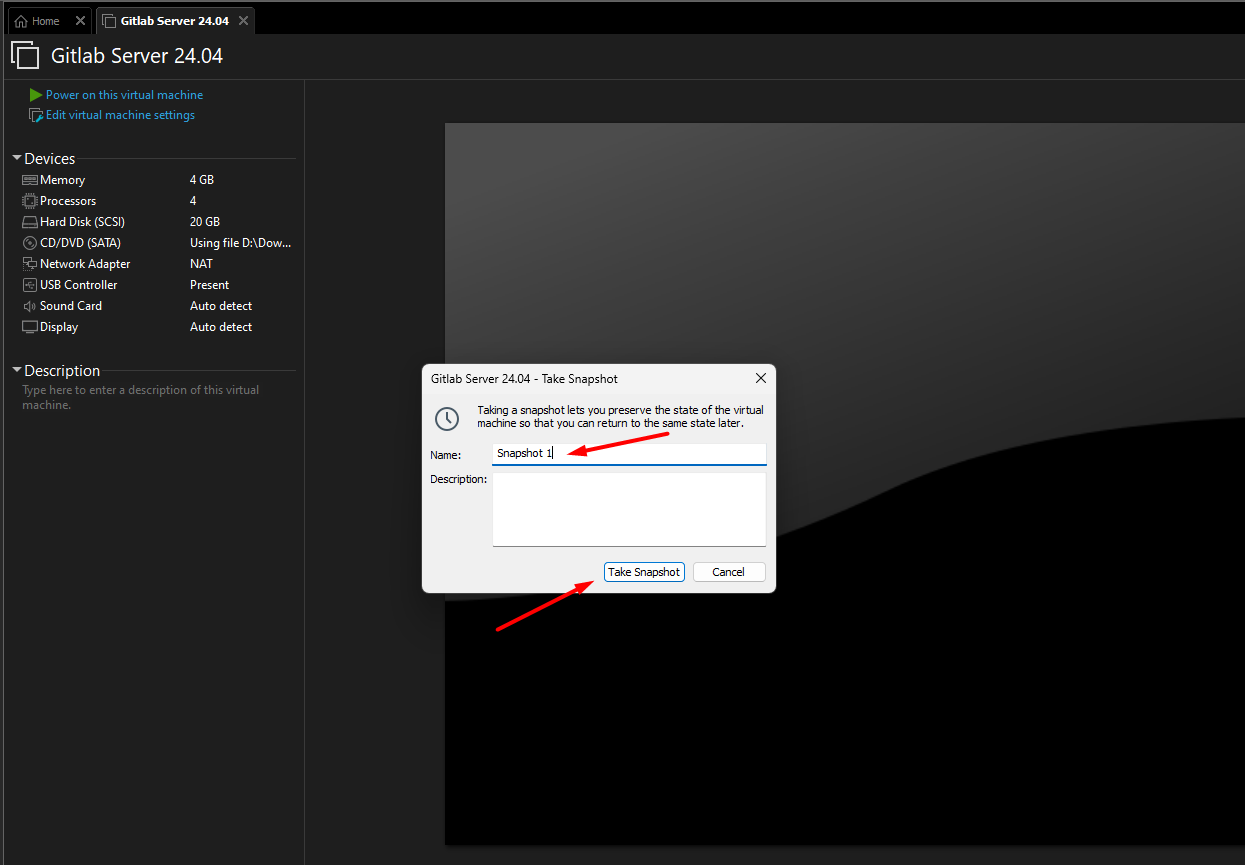 Home
Gitlab Server 24.04
Gitlab Server 24.04
Power on this virtual machine
Edit virtual machine settings
Devices
Memory 4 GB
Processors 4
Hard Disk (SCSI) 20 GB
CD/DVD (SATA) Using file D:\Dow...
Network Adapter NAT
USB Controller Present
Sound Card Auto detect
Display Auto detect
Description
Type here to enter a description of this virtual
machine.
Gitlab Server 24.04 - Take Snapshot
Taking a snapshot lets you preserve the state of the virtual
machine so that you can return to the same state later.
Name: Snapshot 1
Description:
Take Snapshot Cancel